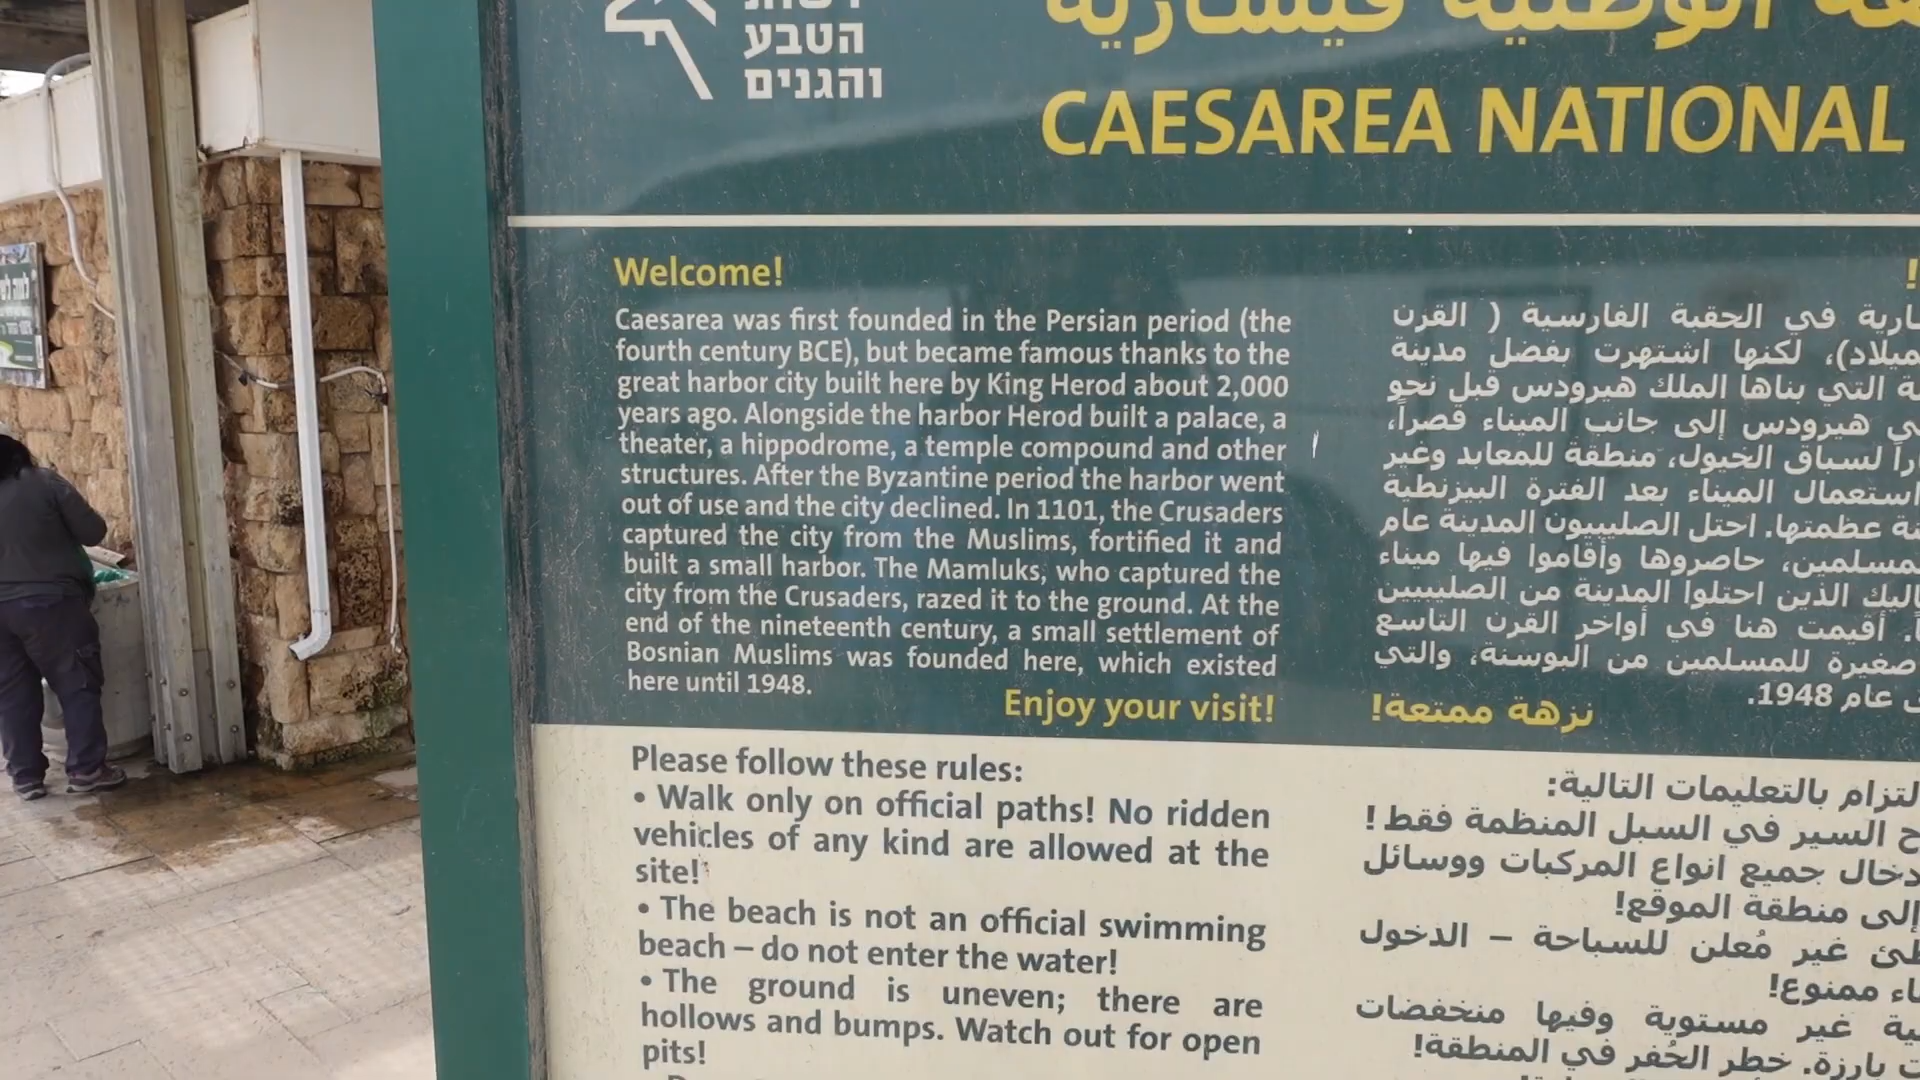 הטבע
והגנים
الوطنية قيسارية
CAESAREA NATIONAL
Welcome!
Caesarea was first founded in the Persian period (the
fourth century BCE), but became famous thanks to the
great harbor city built here by King Herod about 2,000
years ago. Alongside the harbor Herod built a palace, a
theater, a hippodrome, a temple compound and other
structures. After the Byzantine period the harbor went
out of use and the city declined. In 1101, the Crusaders
captured the city from the Muslims, fortified it and
built a small harbor. The Mamluks, who captured the
city from the Crusaders, razed it to the ground. At the
end of the nineteenth century, a small settlement of
Bosnian Muslims was founded here, which existed
here until 1948.
Enjoy your visit!
في الحقبة الفارسية ( القرن
لكنها اشتهرت بفضل مدينة
التي بناها الملك هيرودس قبل نحو
هيرودس إلى جانب الميناء قصراً،
لسباق الخيول، منطقة للمعابد وغير
استعمال الميناء بعد الفترة البيزنطية
عظمتها. احتل الصليبيون المدينة عام
حاصروها وأقاموا فيها ميناء
الذين احتلوا المدينة من الصليبيين
أقيمت هنا في أواخر القرن التاسع
صغيرة للمسلمين من البوسنة، والتي
عام 1948.
نزهة ممتعة!
Please follow these rules:
• Walk only on official paths! No ridden
vehicles of any kind are allowed at the
site!
• The beach is not an official swimming
beach – do not enter the water!
• The ground is uneven; there are
hollows and bumps. Watch out for open
pits!
بالتعليمات التالية:
السير في السبل المنظمة فقط!
جميع انواع المركبات ووسائل
إلى منطقة الموقع!
غير مُعلن للسباحة – الدخول
ممنوع!
غير مستوية وفيها منخفضات
بارزة. خطر الحُفر في المنطقة!